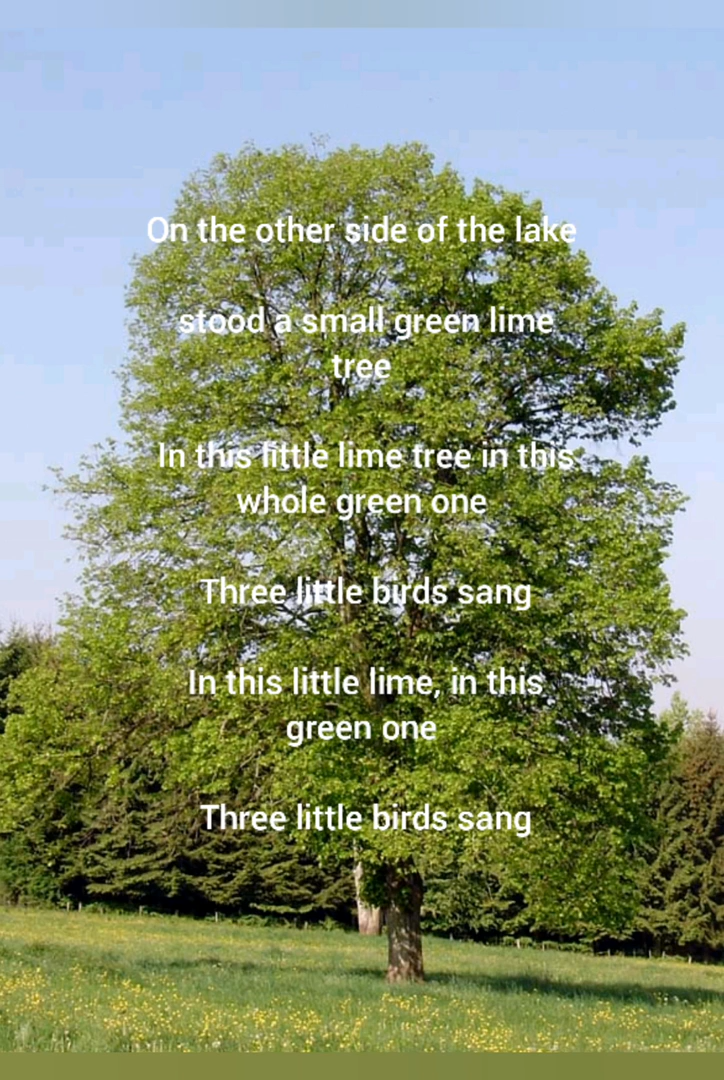 On the other side of the lake
stood a small green lime
tree
In this little lime tree in this
whole green one
Three little birds sang
In this little lime, in this
green one
Three little birds sang